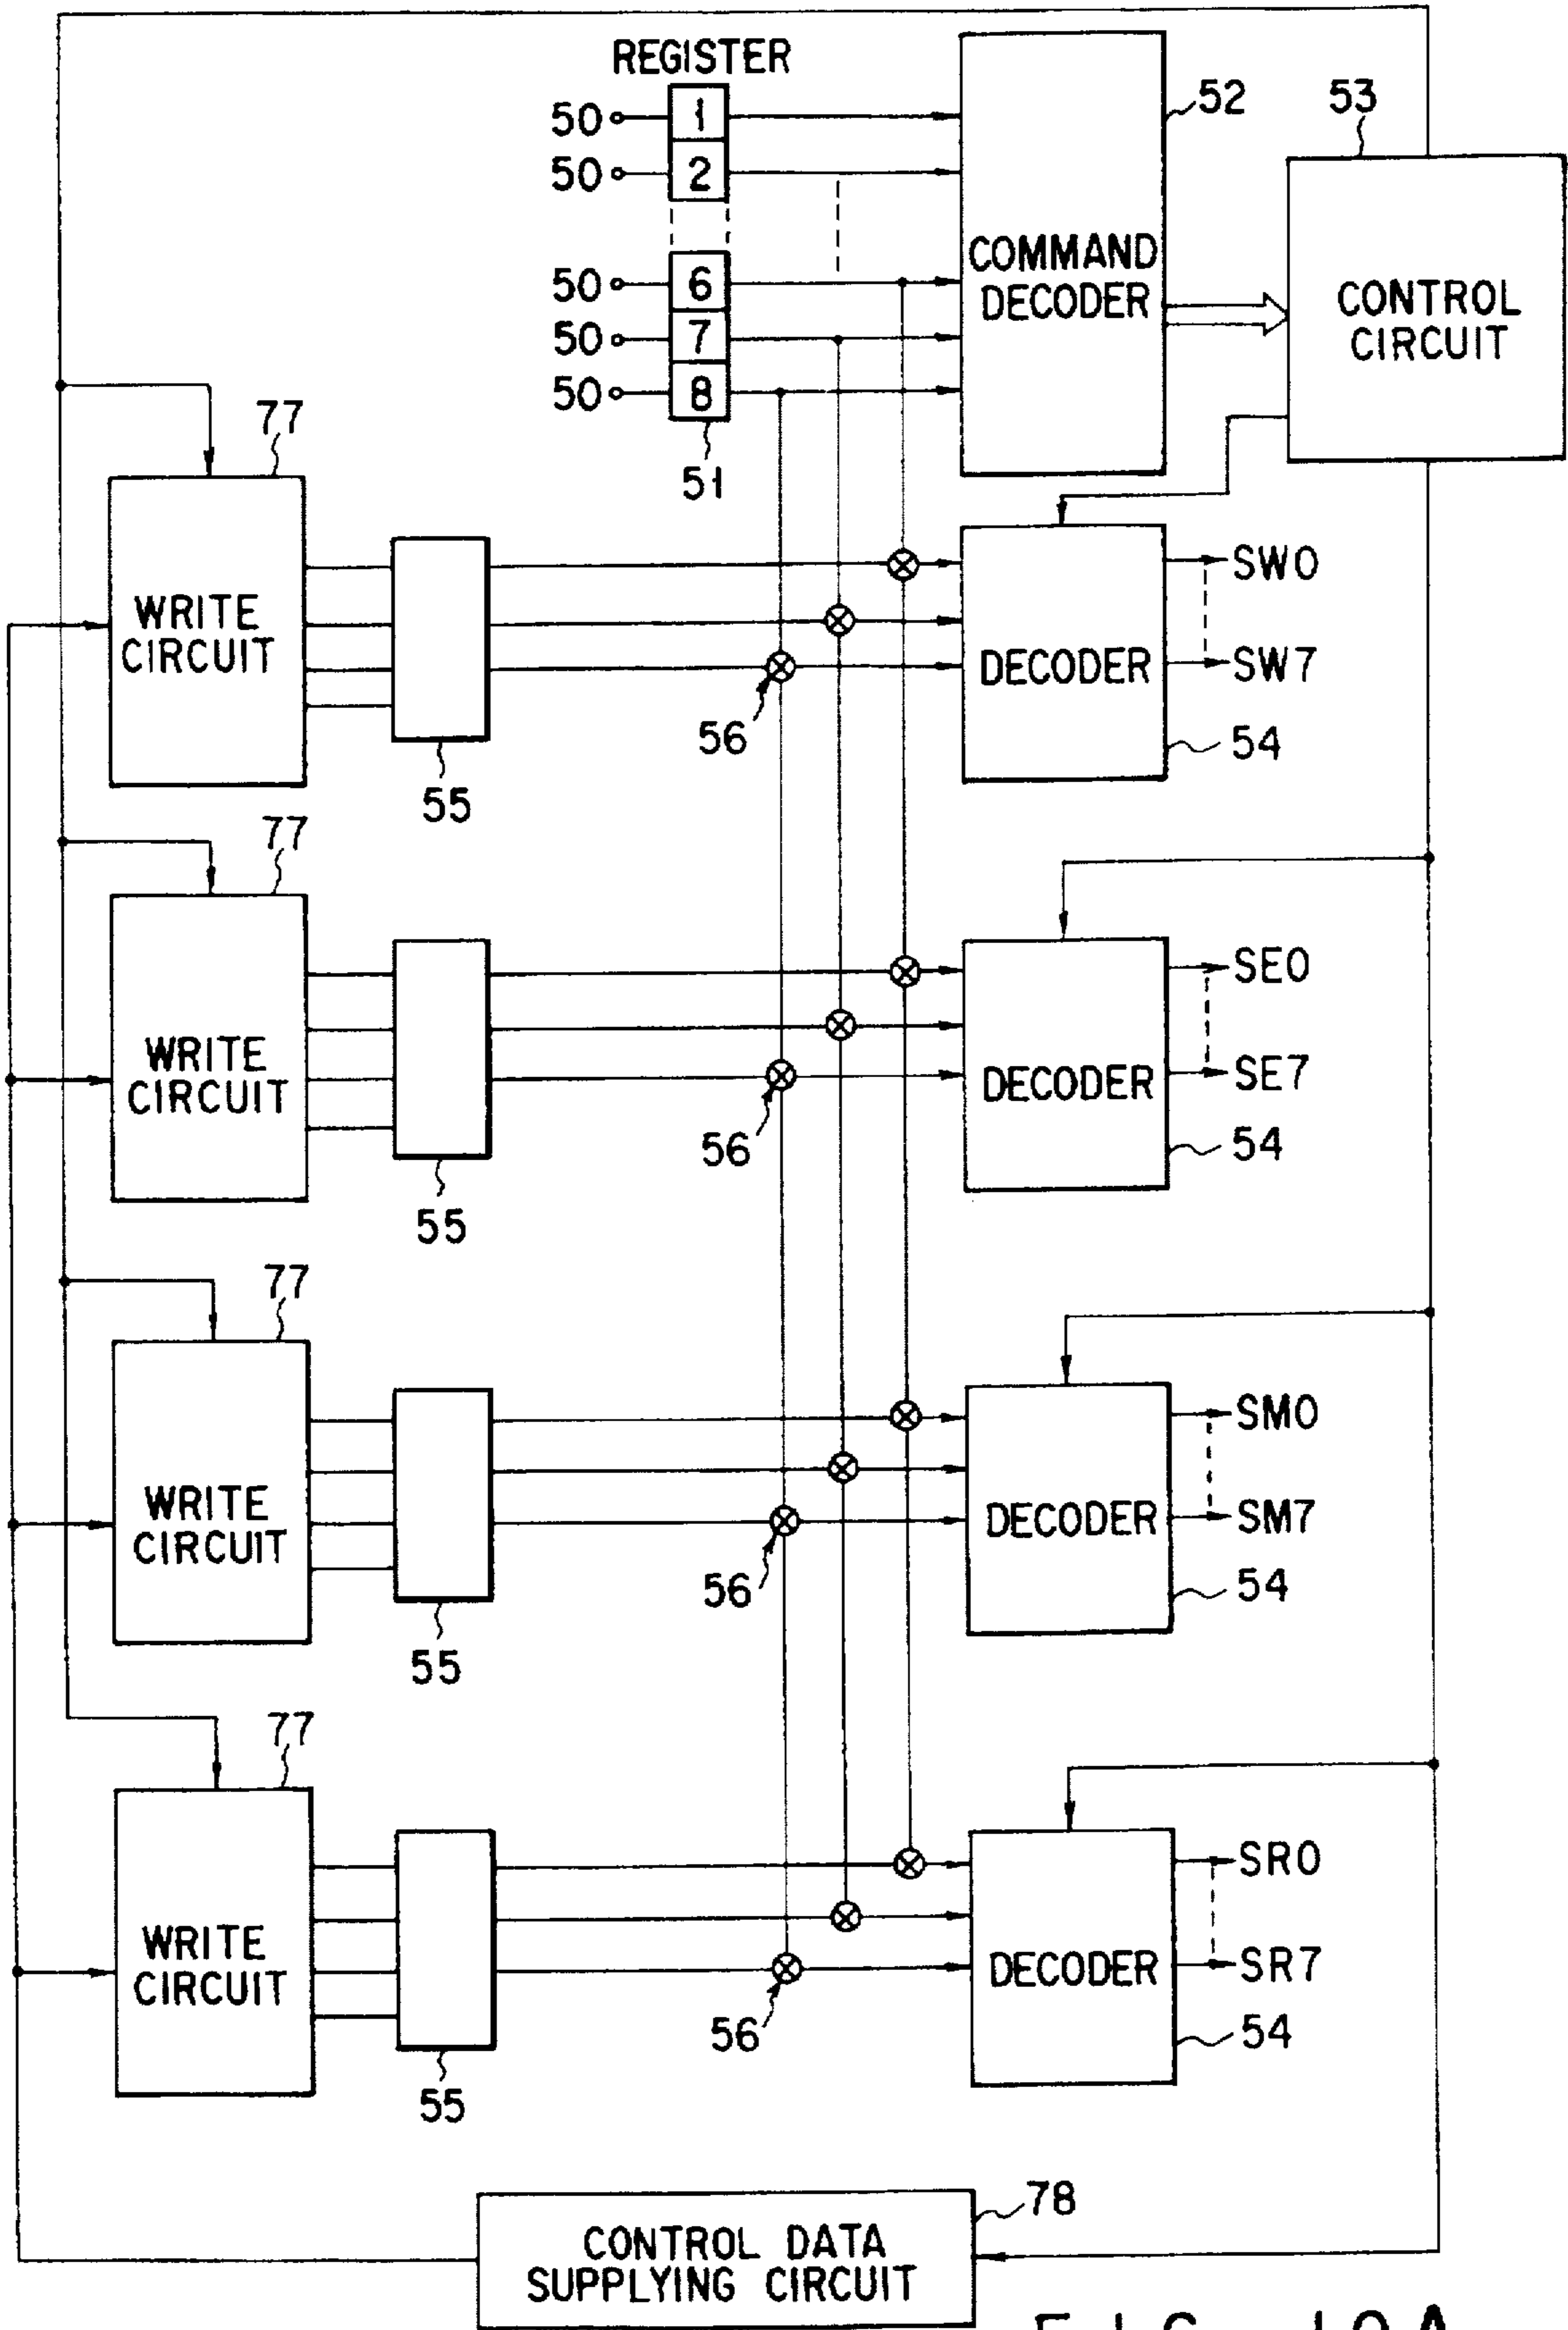 REGISTER
50 1
50 2
50 6
50 7
50 8
51
COMMAND
DECODER
52
53
CONTROL
CIRCUIT
77
WRITE
CIRCUIT
55
56
DECODER
SW0
SW7
54
77
WRITE
CIRCUIT
55
56
DECODER
SE0
SE7
54
77
WRITE
CIRCUIT
55
56
DECODER
SM0
SM7
54
77
WRITE
CIRCUIT
55
56
DECODER
SR0
SR7
54
78
CONTROL DATA
SUPPLYING CIRCUIT
FIG. 10A